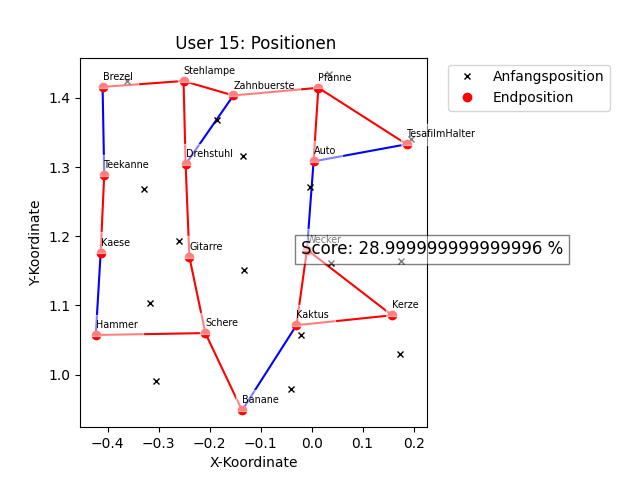 User 15: Positionen
Anfangsposition
Endposition
Brezel
Stehlampe
Zahnbuerste
Pfanne
TesafilmHalter
Teekanne
Drehstuhl
Auto
Kaese
Gitarre
Wecker
Score: 28.999999999999996 %
Hammer
Schere
Kaktus
Kerze
Banane
Y-Koordinate
1.4
1.3
1.2
1.1
1.0
−0.4 −0.3 −0.2 −0.1 0.0 0.1 0.2
X-Koordinate